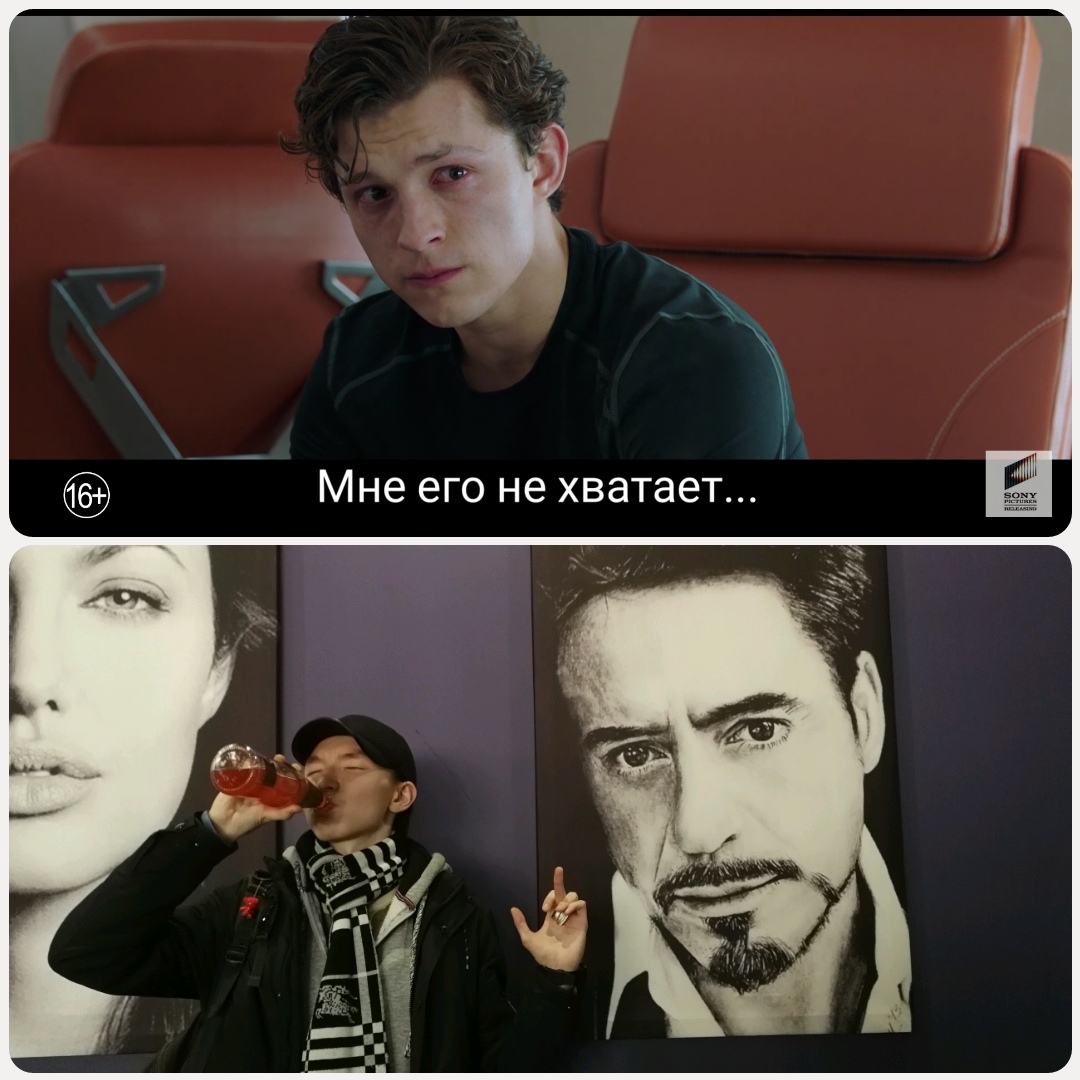 16+
Мне его не хватает...
SONY
PICTURES
RELEASING